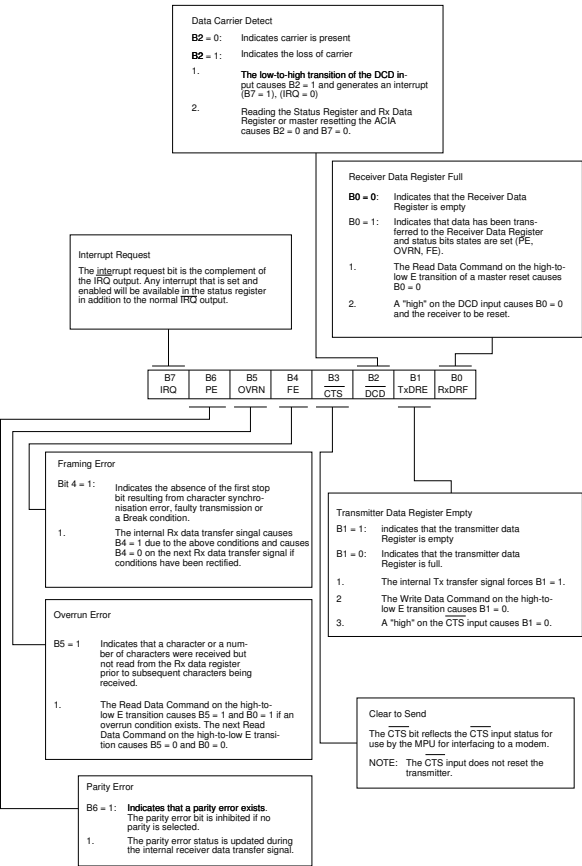 Data Carrier Detect
B2 = 0: Indicates carrier is present
B2 = 1: Indicates the loss of carrier
1. The low-to-high transition of the DCD in-
put causes B2 = 1 and generates an interrupt
(B7 = 1), (IRQ = 0)
2. Reading the Status Register and Rx Data
Register or master resetting the ACIA
causes B2 = 0 and B7 = 0.
Receiver Data Register Full
B0 = 0: Indicates that the Receiver Data
Register is empty
B0 = 1: Indicates that data has been trans-
ferred to the Receiver Data Register
and status bits states are set (PE,
OVRN, FE).
1. The Read Data Command on the high-to-
low E transition of a master reset causes
B0 = 0
2. A "high" on the DCD input causes B0 = 0
and the receiver to be reset.
Interrupt Request
The interrupt request bit is the complement of
the IRQ output. Any interrupt that is set and
enabled will be available in the status register
in addition to the normal IRQ output.
B7 B6 B5 B4 B3 B2 B1 B0
IRQ PE OVRN FE CTS DCD TxDRE RxDRF
Framing Error
Bit 4 = 1: Indicates the absence of the first stop
bit resulting from character synchro-
nisation error, faulty transmission or
a Break condition.
1. The internal Rx data transfer singal causes
B4 = 1 due to the above conditions and causes
B4 = 0 on the next Rx data transfer signal if
conditions have been rectified.
Transmitter Data Register Empty
B1 = 1: indicates that the transmitter data
Register is empty
B1 = 0: Indicates that the transmitter data
Register is full.
1. The internal Tx transfer signal forces B1 = 1.
2 The Write Data Command on the high-to-
low E transition causes B1 = 0.
3. A "high" on the CTS input causes B1 = 0.
Overrun Error
B5 = 1 Indicates that a character or a num-
ber of characters were received but
not read from the Rx data register
prior to subsequent characters being
received.
1. The Read Data Command on the high-to-
low E transition causes B5 = 1 and B0 = 1 if an
overrun condition exists. The next Read
Data Command on the high-to-low E transi-
tion causes B5 = 0 and B0 = 0.
Clear to Send
The CTS bit reflects the CTS input status for
use by the MPU for interfacing to a modem.
NOTE: The CTS input does not reset the
transmitter.
Parity Error
B6 = 1: Indicates that a parity error exists.
The parity error bit is inhibited if no
parity is selected.
1. The parity error status is updated during
the internal receiver data transfer signal.